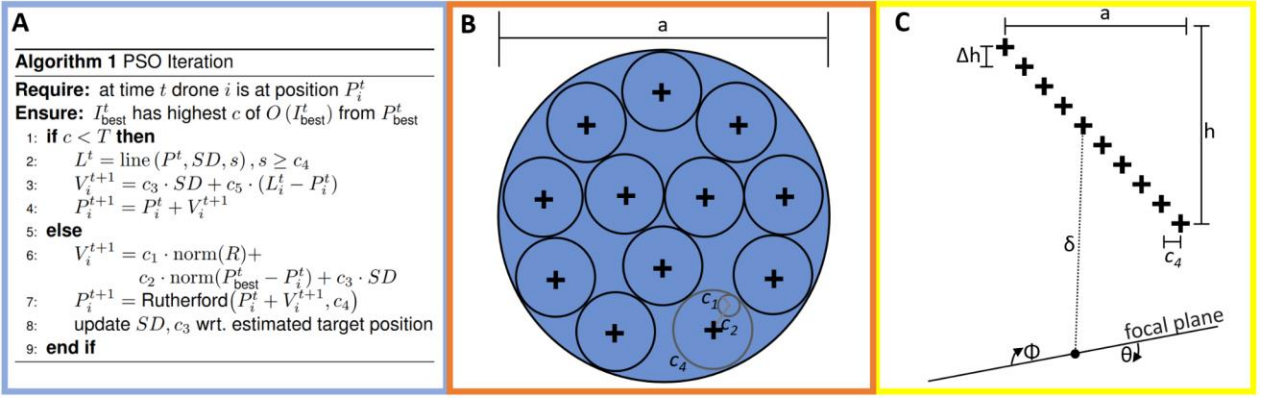 A
Algorithm 1 PSO Iteration
Require: at time t drone i is at position P_i^t
Ensure: I_best^t has highest c of O (I_best^t) from P_best^t
1: if c < T then
2: L^t = line (P^t, SD, s) , s ≥ c_4
3: V_i^{t+1} = c_3 · SD + c_5 · (L_i^t − P_i^t)
4: P_i^{t+1} = P_i^t + V_i^{t+1}
5: else
6: V_i^{t+1} = c_1 · norm(R)+
c_2 · norm(P_best^t − P_i^t) + c_3 · SD
7: P_i^{t+1} = Rutherford(P_i^t + V_i^{t+1}, c_4)
8: update SD, c_3 wrt. estimated target position
9: end if
B
a
c_1
c_2
c_4
C
a
Δh
h
δ
c_4
focal plane
Φ
θ